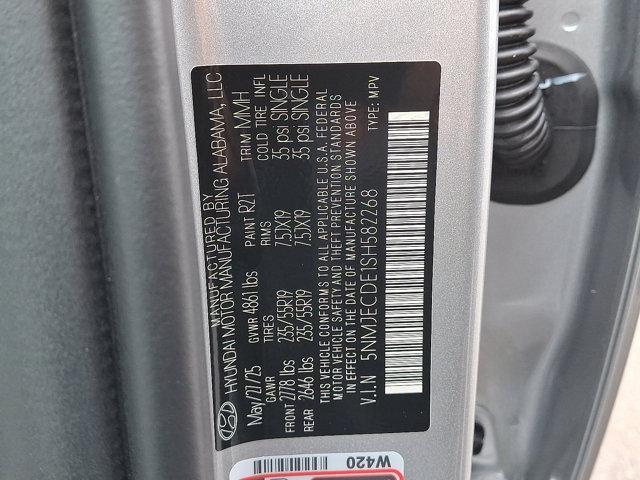 MANUFACTURED BY
HYUNDAI MOTOR MANUFACTURING ALABAMA, LLC
May/27/25 GVWR 4861lbs PAINT R2T TRIM MMH
GAWR TIRES RIMS COLD TIRE INFL
FRONT 2778 lbs 235/55R19 7.5JX19 35 psi SINGLE
REAR 2646 lbs 235/55R19 7.5JX19 35 psi SINGLE
THIS VEHICLE CONFORMS TO ALL APPLICABLE U.S.A. FEDERAL
MOTOR VEHICLE SAFETY AND THEFT PREVENTION STANDARDS
IN EFFECT ON THE DATE OF MANUFACTURE SHOWN ABOVE
V.I.N 5NMJECDE1SH582268 TYPE: MPV
W420